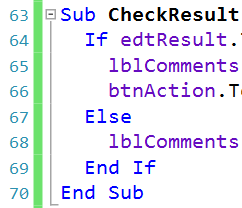 63 Sub CheckResult
64 If edtResult.
65 lblComments
66 btnAction.Te
67 Else
68 lblComments
69 End If
70 End Sub